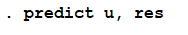 . predict u, res